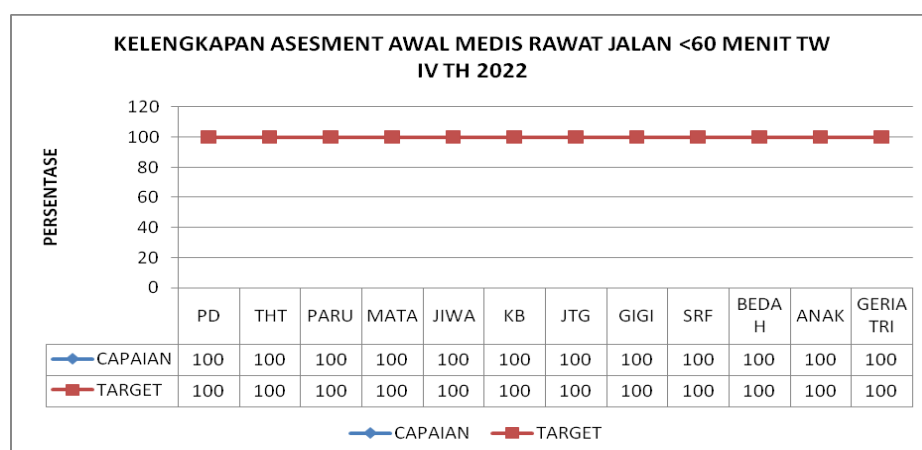 KELENGKAPAN ASESMENT AWAL MEDIS RAWAT JALAN <60 MENIT TW
IV TH 2022
PERSENTASE
120
100
80
60
40
20
0
PD THT PARU MATA JIWA KB JTG GIGI SRF BEDA ANAK GERIA
H TRI
CAPAIAN 100 100 100 100 100 100 100 100 100 100 100 100
TARGET 100 100 100 100 100 100 100 100 100 100 100 100
CAPAIAN TARGET